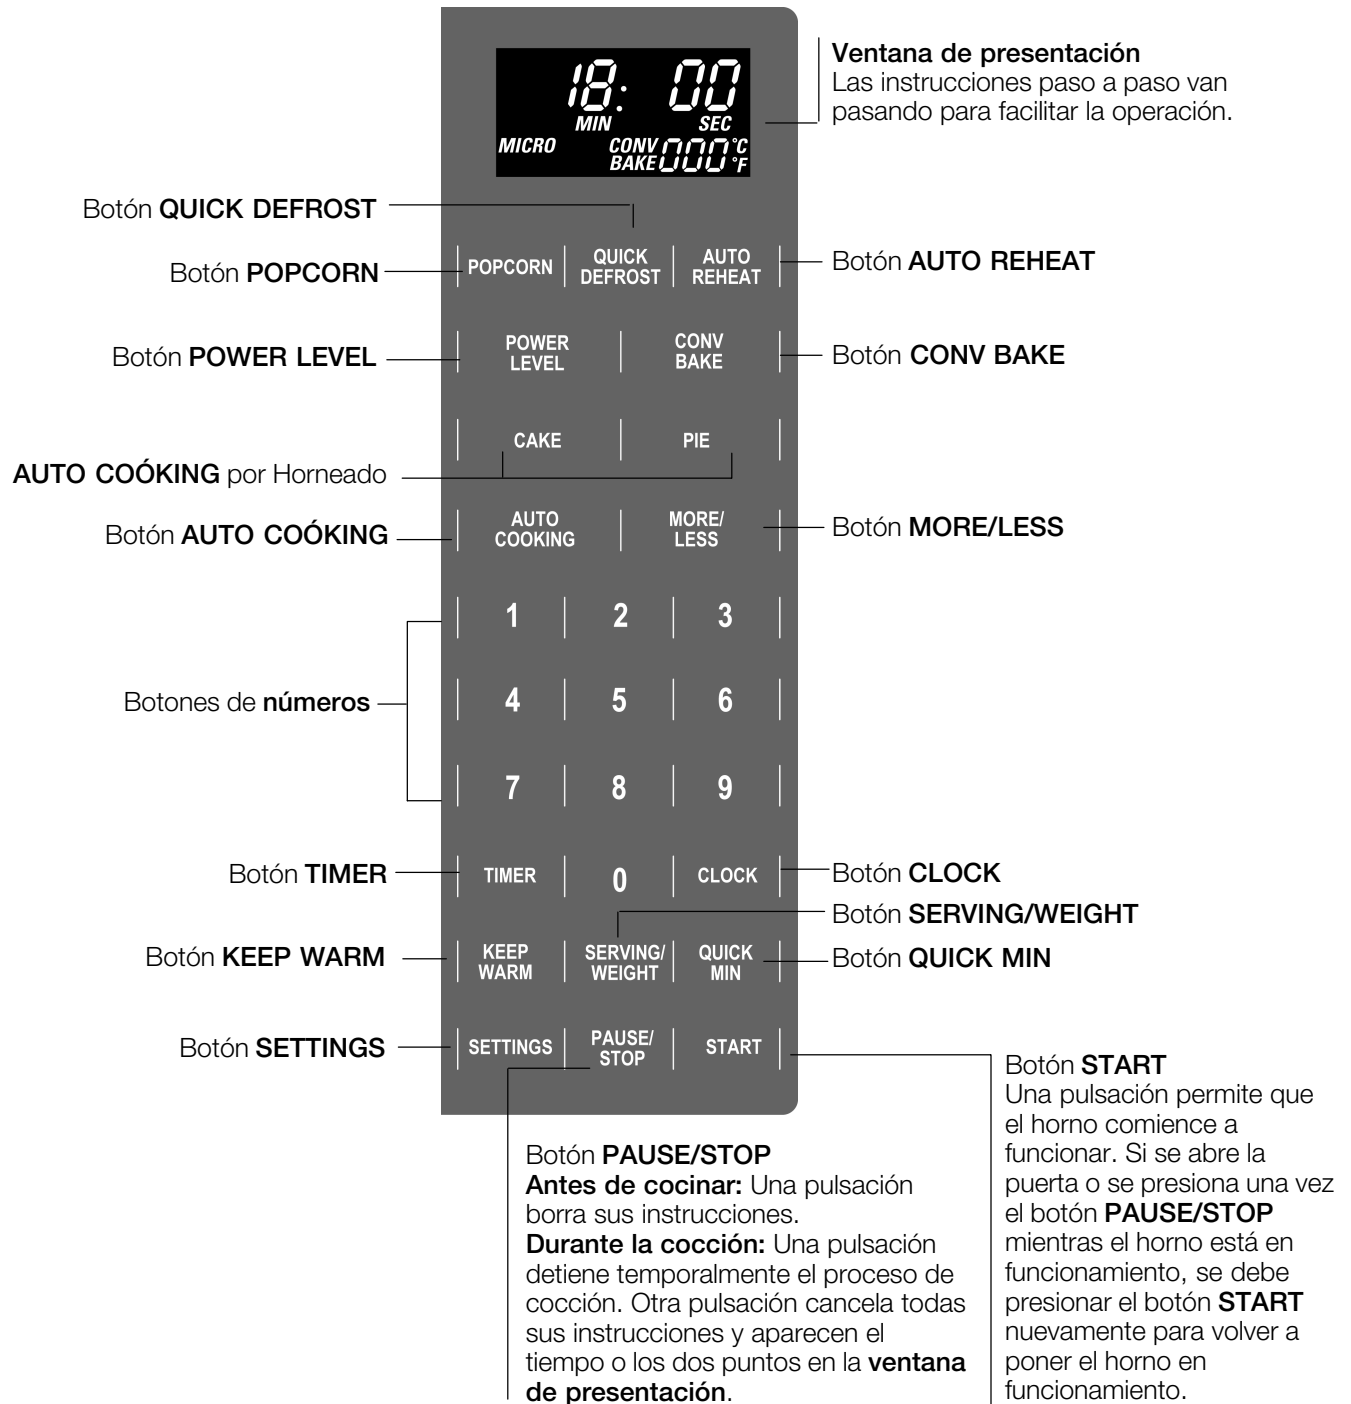 18: 00
MIN SEC
MICRO CONV 000 °C
BAKE °F
Ventana de presentación
Las instrucciones paso a paso van
pasando para facilitar la operación.
Botón QUICK DEFROST
Botón POPCORN
POPCORN
QUICK
DEFROST
AUTO
REHEAT
Botón AUTO REHEAT
Botón POWER LEVEL
POWER
LEVEL
CONV
BAKE
Botón CONV BAKE
CAKE
PIE
AUTO COÓKING por Horneado
Botón AUTO COÓKING
AUTO
COOKING
MORE/
LESS
Botón MORE/LESS
1 2 3
Botones de números
4 5 6
7 8 9
Botón TIMER
TIMER 0 CLOCK
Botón CLOCK
Botón SERVING/WEIGHT
Botón KEEP WARM
KEEP
WARM
SERVING/
WEIGHT
QUICK
MIN
Botón QUICK MIN
Botón SETTINGS
SETTINGS
PAUSE/
STOP
START
Botón PAUSE/STOP
Antes de cocinar: Una pulsación
borra sus instrucciones.
Durante la cocción: Una pulsación
detiene temporalmente el proceso de
cocción. Otra pulsación cancela todas
sus instrucciones y aparecen el
tiempo o los dos puntos en la ventana
de presentación.
Botón START
Una pulsación permite que
el horno comience a
funcionar. Si se abre la
puerta o se presiona una vez
el botón PAUSE/STOP
mientras el horno está en
funcionamiento, se debe
presionar el botón START
nuevamente para volver a
poner el horno en
funcionamiento.